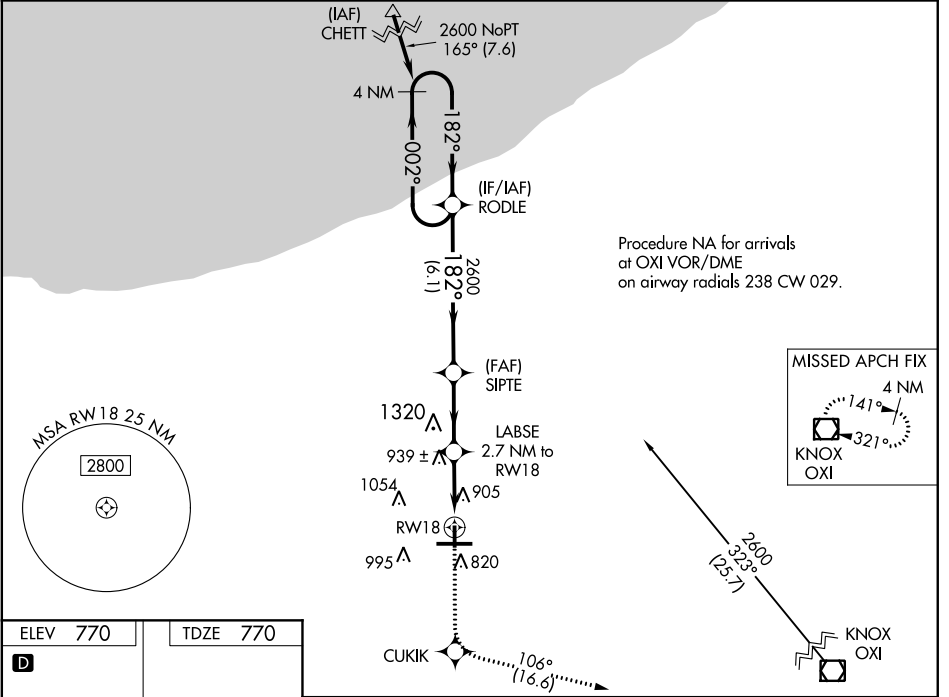 (IAF)
CHETT
2600 NoPT
165° (7.6)
4 NM
182°
002°
(IF/IAF)
RODLE
2600
182°
(6.1)
Procedure NA for arrivals
at OXI VOR/DME
on airway radials 238 CW 029.
(FAF)
SIPTE
MISSED APCH FIX
4 NM
141°
321°
KNOX
OXI
MSA RW 18 25 NM
2800
1320
LABSE
2.7 NM to
RW18
939 ±
1054
905
RW18
995
820
2600
323°
(25.7)
KNOX
OXI
CUKIK
106°
(16.6)
ELEV 770
TDZE 770
D